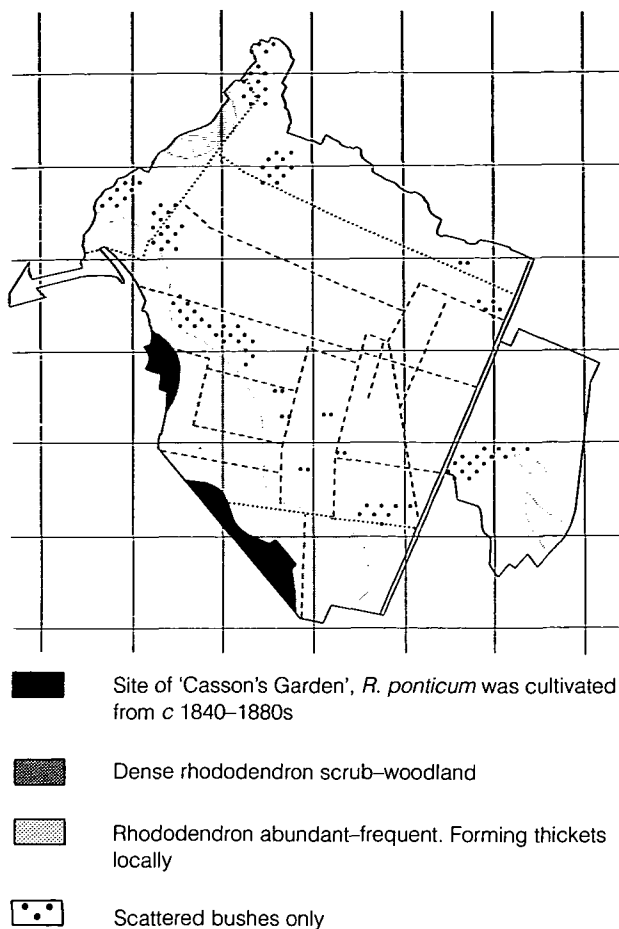 Site of 'Casson's Garden', R. ponticum was cultivated
from c 1840–1880s
Dense rhododendron scrub–woodland
Rhododendron abundant–frequent. Forming thickets
locally
Scattered bushes only